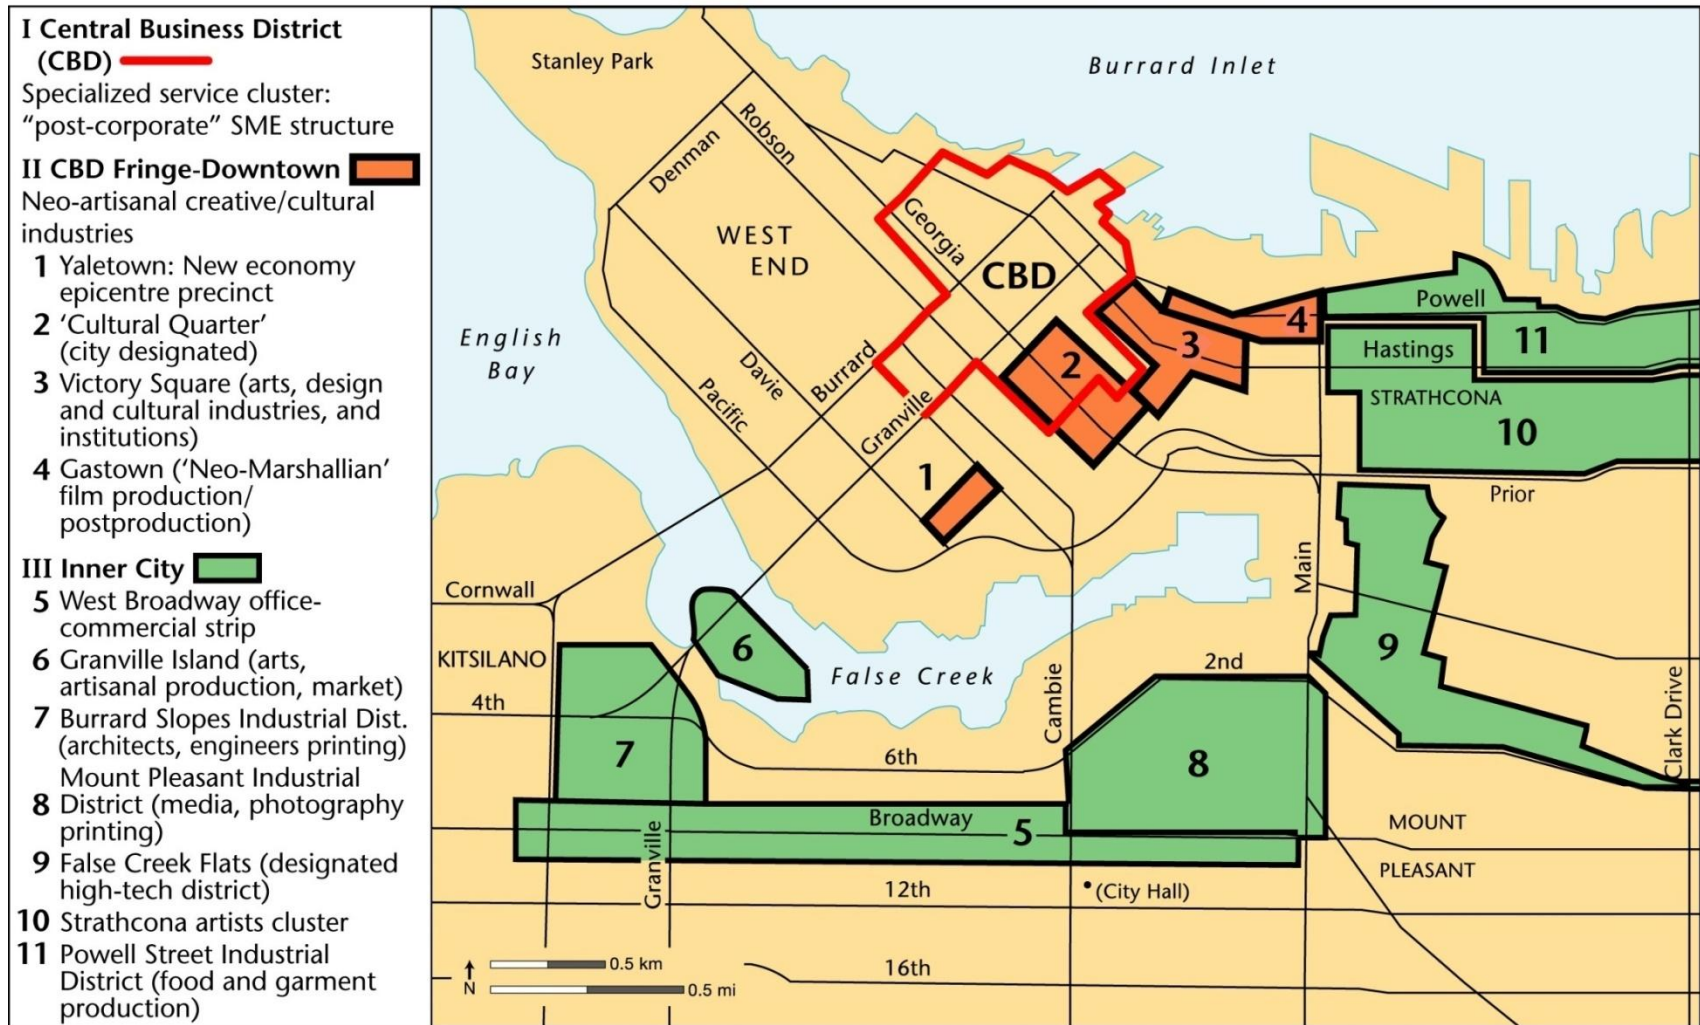 I Central Business District
(CBD)
Specialized service cluster:
“post-corporate” SME structure
II CBD Fringe-Downtown
Neo-artisanal creative/cultural
industries
1 Yaletown: New economy
epicentre precinct
2 ‘Cultural Quarter’
(city designated)
3 Victory Square (arts, design
and cultural industries, and
institutions)
4 Gastown (‘Neo-Marshallian’
film production/
postproduction)
III Inner City
5 West Broadway office-
commercial strip
6 Granville Island (arts,
artisanal production, market)
7 Burrard Slopes Industrial Dist.
(architects, engineers printing)
Mount Pleasant Industrial
8 District (media, photography
printing)
9 False Creek Flats (designated
high-tech district)
10 Strathcona artists cluster
11 Powell Street Industrial
District (food and garment
production)
Stanley Park
Burrard Inlet
Robson
Denman
WEST
END
Georgia
CBD
English
Bay
Davie
Pacific
Burrard
Granville
1
2
3
4
Powell
11
Hastings
STRATHCONA
10
Prior
Main
Cornwall
KITSILANO
4th
6
False Creek
Cambie
2nd
9
Clark Drive
7
6th
8
Broadway
5
MOUNT
PLEASANT
Granville
12th
(City Hall)
16th
N
0.5 km
0.5 mi